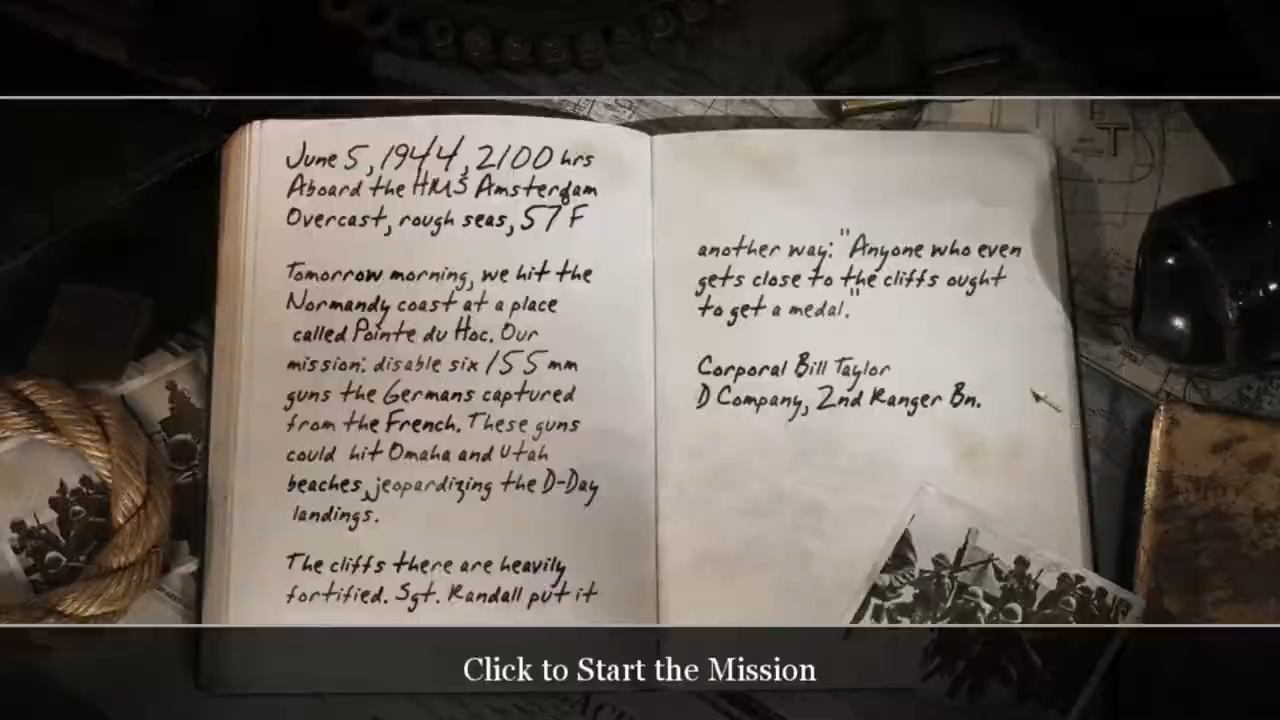 June 5, 1944, 2100 hrs
Aboard the HMS Amsterdam
Overcast, rough seas, 57 F
Tomorrow morning, we hit the
Normandy coast at a place
called Pointe du Hoc. Our
mission: disable six 155 mm
guns the Germans captured
from the French. These guns
could hit Omaha and Utah
beaches, jeopardizing the D-Day
landings.
The cliffs there are heavily
fortified. Sgt. Randall put it
another way: "Anyone who even
gets close to the cliffs ought
to get a medal."
Corporal Bill Taylor
D Company, 2nd Ranger Bn.
Click to Start the Mission